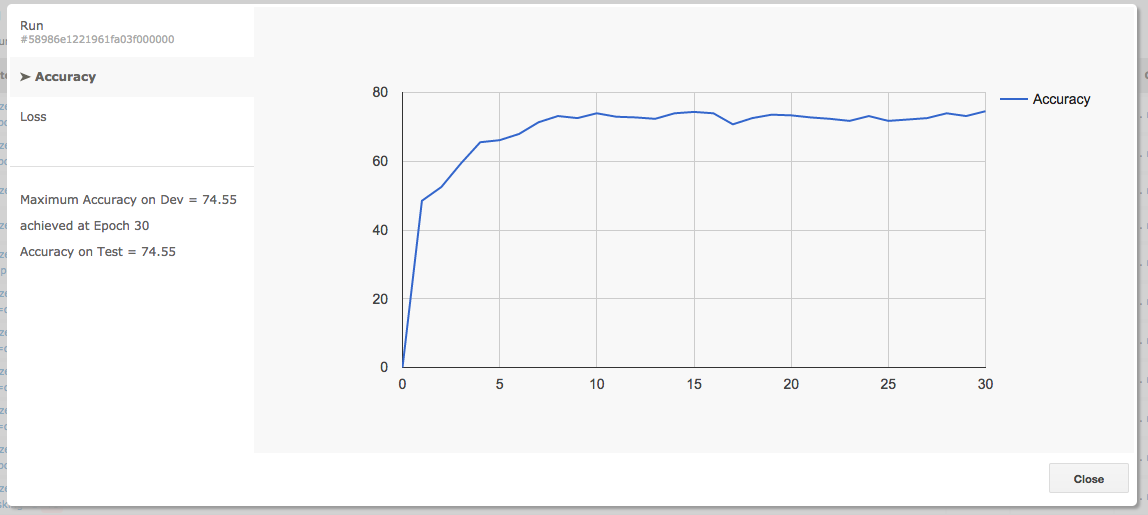 Run
#58986e1221961fa03f000000
➤ Accuracy
Loss
Maximum Accuracy on Dev = 74.55
achieved at Epoch 30
Accuracy on Test = 74.55
80
60
40
20
0
0 5 10 15 20 25 30
Accuracy
Close